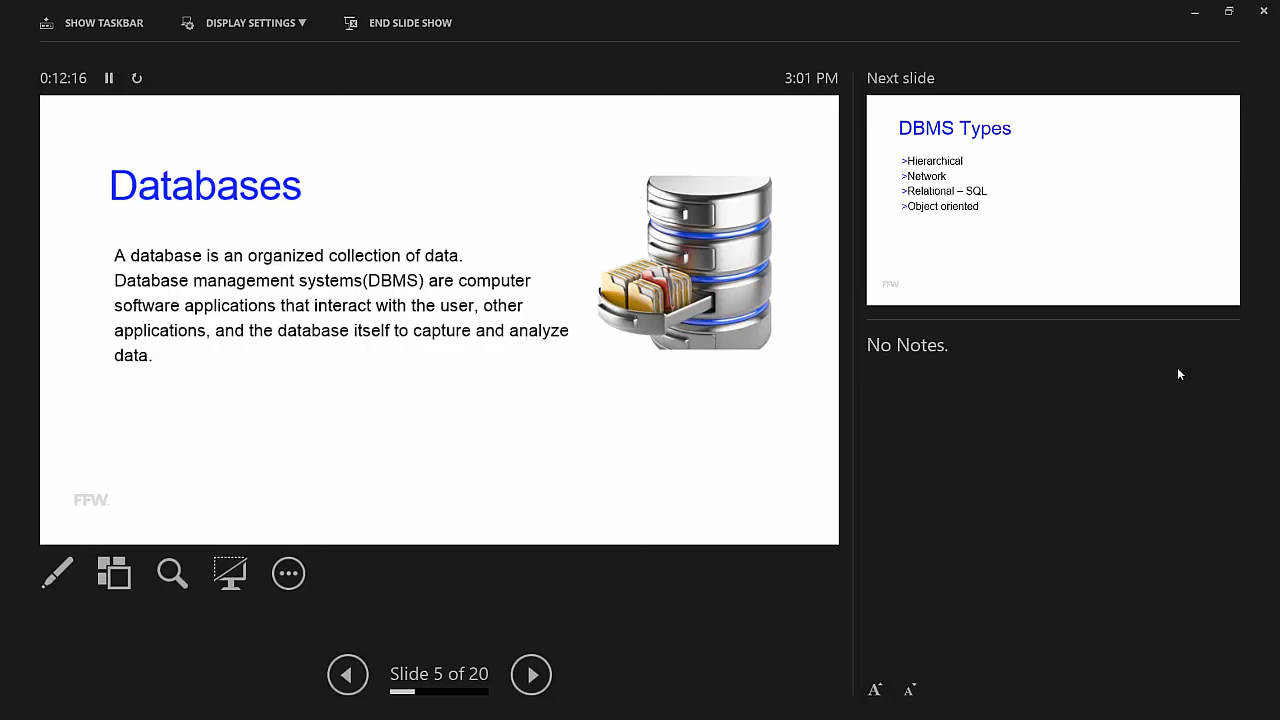 SHOW TASKBAR
DISPLAY SETTINGS ▼
END SLIDE SHOW
0:12:16
3:01 PM
Databases
A database is an organized collection of data.
Database management systems(DBMS) are computer
software applications that interact with the user, other
applications, and the database itself to capture and analyze
data.
FFW.
Slide 5 of 20
Next slide
DBMS Types
>Hierarchical
>Network
>Relational – SQL
>Object oriented
FFW.
No Notes.
A A